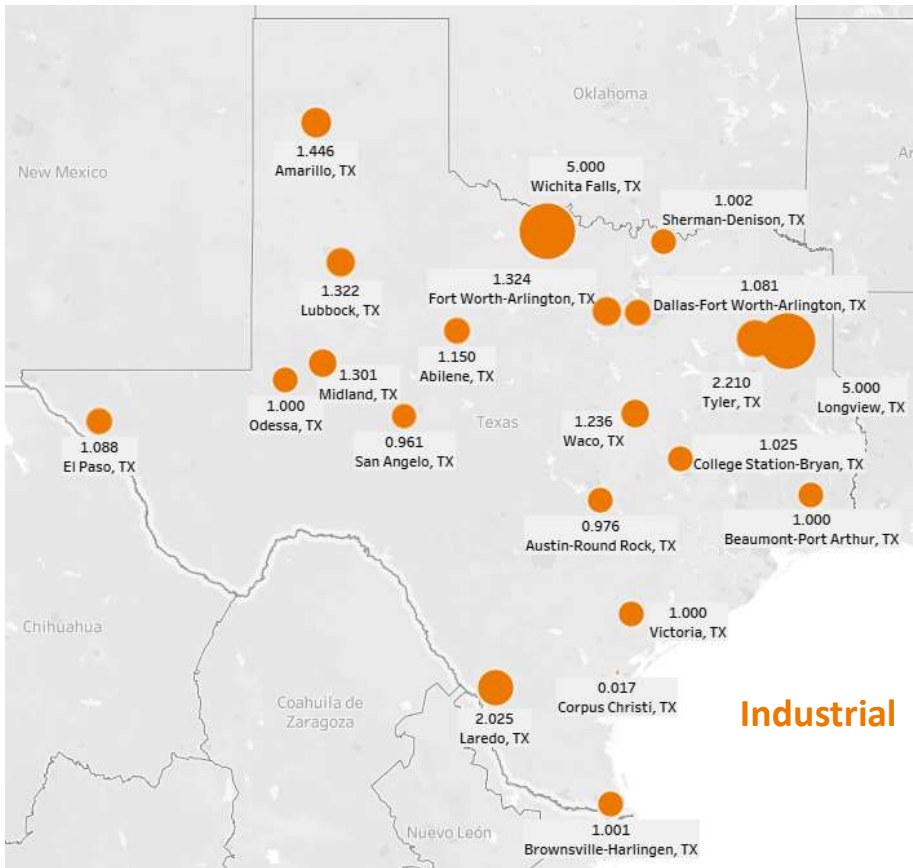 Oklahoma
New Mexico
Ar
1.446
Amarillo, TX
5.000
Wichita Falls, TX
1.002
Sherman-Denison, TX
1.322
Lubbock, TX
1.324
Fort Worth-Arlington, TX
1.081
Dallas-Fort Worth-Arlington, TX
1.150
Abilene, TX
1.301
Midland, TX
1.000
Odessa, TX
2.210
Tyler, TX
5.000
Longview, TX
1.088
El Paso, TX
0.961
San Angelo, TX
Texas
1.236
Waco, TX
1.025
College Station-Bryan, TX
0.976
Austin-Round Rock, TX
1.000
Beaumont-Port Arthur, TX
Chihuahua
1.000
Victoria, TX
Coahuila de
Zaragoza
2.025
Laredo, TX
0.017
Corpus Christi, TX
Industrial
Nuevo León
1.001
Brownsville-Harlingen, TX